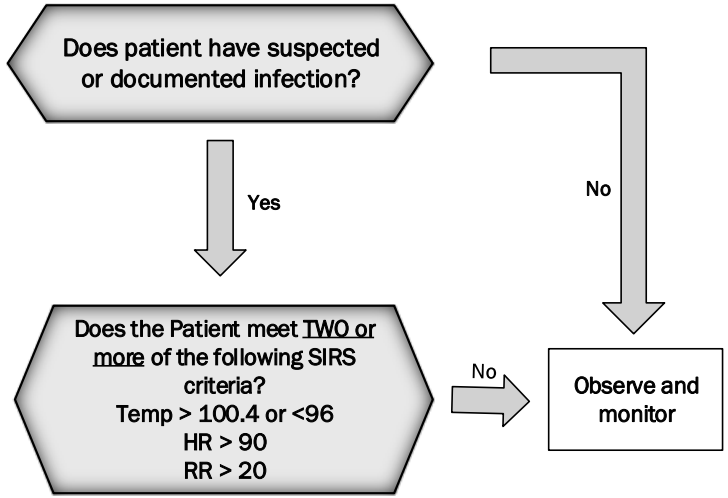 Does patient have suspected
or documented infection?
Yes
No
Does the Patient meet TWO or
more of the following SIRS
criteria?
Temp > 100.4 or <96
HR > 90
RR > 20
No
Observe and
monitor